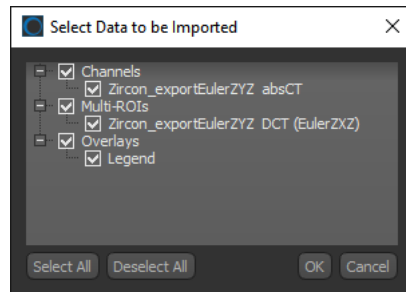 Select Data to be Imported
Channels
Zircon_exportEulerZYZ absCT
Multi-ROIs
Zircon_exportEulerZYZ DCT (EulerZXZ)
Overlays
Legend
Select All Deselect All OK Cancel